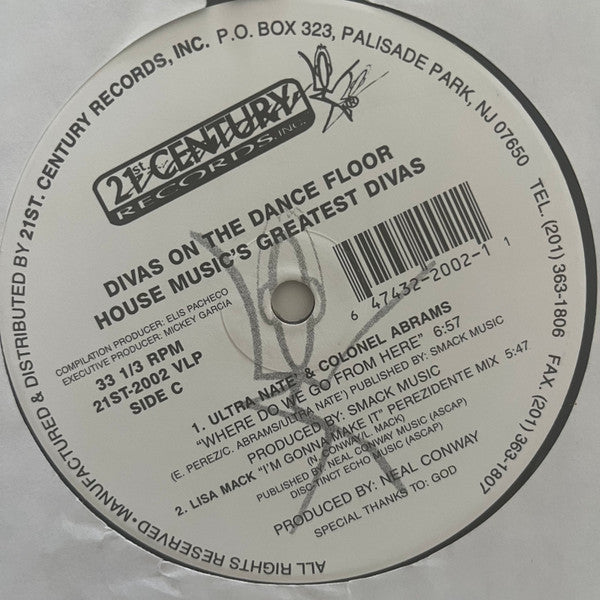 MANUFACTURED & DISTRIBUTED BY 21ST. CENTURY RECORDS, INC. P.O. BOX 323, PALISADE PARK, NJ 07650 TEL. (201) 363-1806 FAX. (201) 363-1807
21st CENTURY
RECORDS, INC.
DIVAS ON THE DANCE FLOOR
HOUSE MUSIC'S GREATEST DIVAS
COMPILATION PRODUCER: ELIS PACHECO
EXECUTIVE PRODUCER: MICKEY GARCIA
33 1/3 RPM
21ST-2002 VLP
SIDE C
6 47432-2002-1 1
1. ULTRA NATE' & COLONEL ABRAMS
"WHERE DO WE GO FROM HERE" 6:57
PRODUCED BY: SMACK MUSIC
(E. PEREZ/C. ABRAMS/ULTRA NATE') PUBLISHED BY: SMACK MUSIC
2. LISA MACK "I'M GONNA MAKE IT" PEREZIDENTE MIX 5:47
(N. CONWAY/L. MACK)
PUBLISHED BY: NEAL CONWAY MUSIC (ASCAP)
DISC-TINCT ECHO MUSIC (ASCAP)
PRODUCED BY: NEAL CONWAY
SPECIAL THANKS TO: GOD
ALL RIGHTS RESERVED•